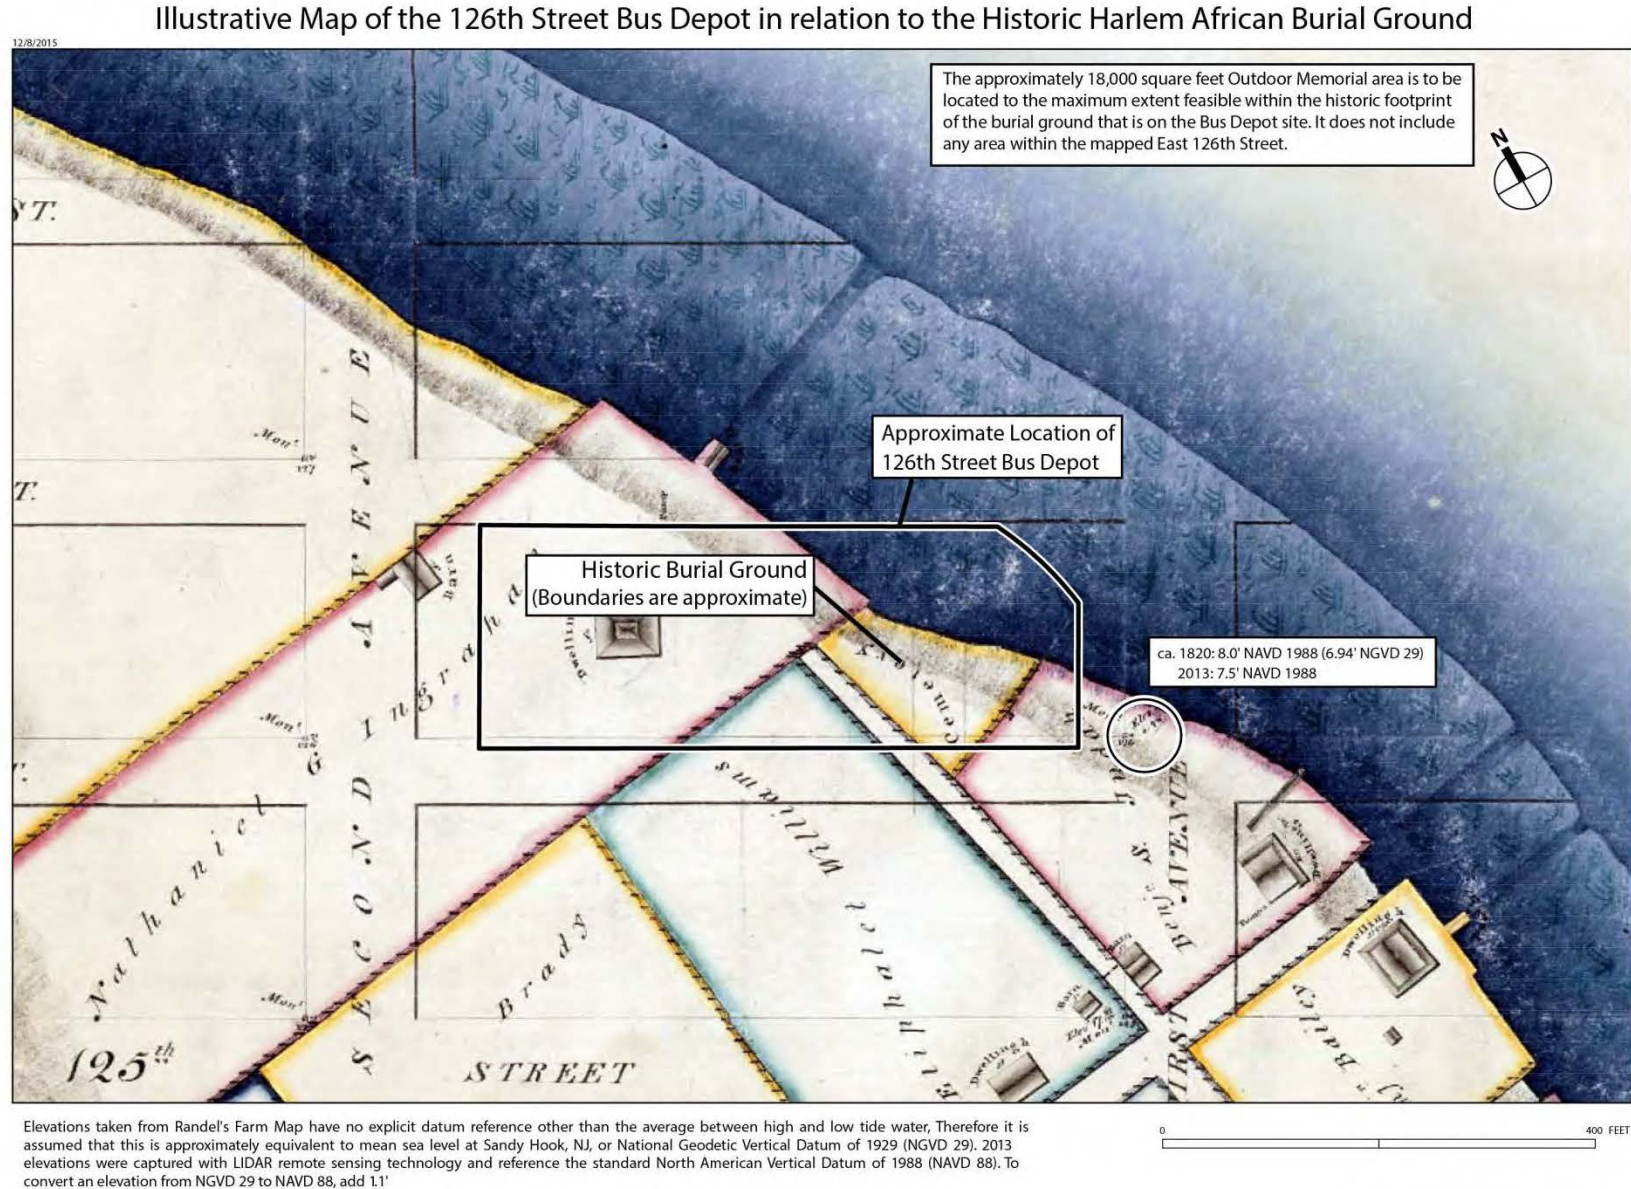 Illustrative Map of the 126th Street Bus Depot in relation to the Historic Harlem African Burial Ground
12/8/2015
The approximately 18,000 square feet Outdoor Memorial area is to be
located to the maximum extent feasible within the historic footprint
of the burial ground that is on the Bus Depot site. It does not include
any area within the mapped East 126th Street.
N
ST.
T.
Approximate Location of
126th Street Bus Depot
Historic Burial Ground
(Boundaries are approximate)
ca. 1820: 8.0' NAVD 1988 (6.94' NGVD 29)
2013: 7.5' NAVD 1988
Mont
Barn
Mont
Cemetery
SECOND AVENUE
Nathaniel G. Ingraham
Williams
Eliphalet
Brady
Benjn
AVENUE
Barn
Dwelling &
Dwelling &
Bailey
Mont
125th
STREET
Elevations taken from Randel's Farm Map have no explicit datum reference other than the average between high and low tide water, Therefore it is
assumed that this is approximately equivalent to mean sea level at Sandy Hook, NJ, or National Geodetic Vertical Datum of 1929 (NGVD 29). 2013
elevations were captured with LIDAR remote sensing technology and reference the standard North American Vertical Datum of 1988 (NAVD 88). To
convert an elevation from NGVD 29 to NAVD 88, add 1.1'
0 400 FEET